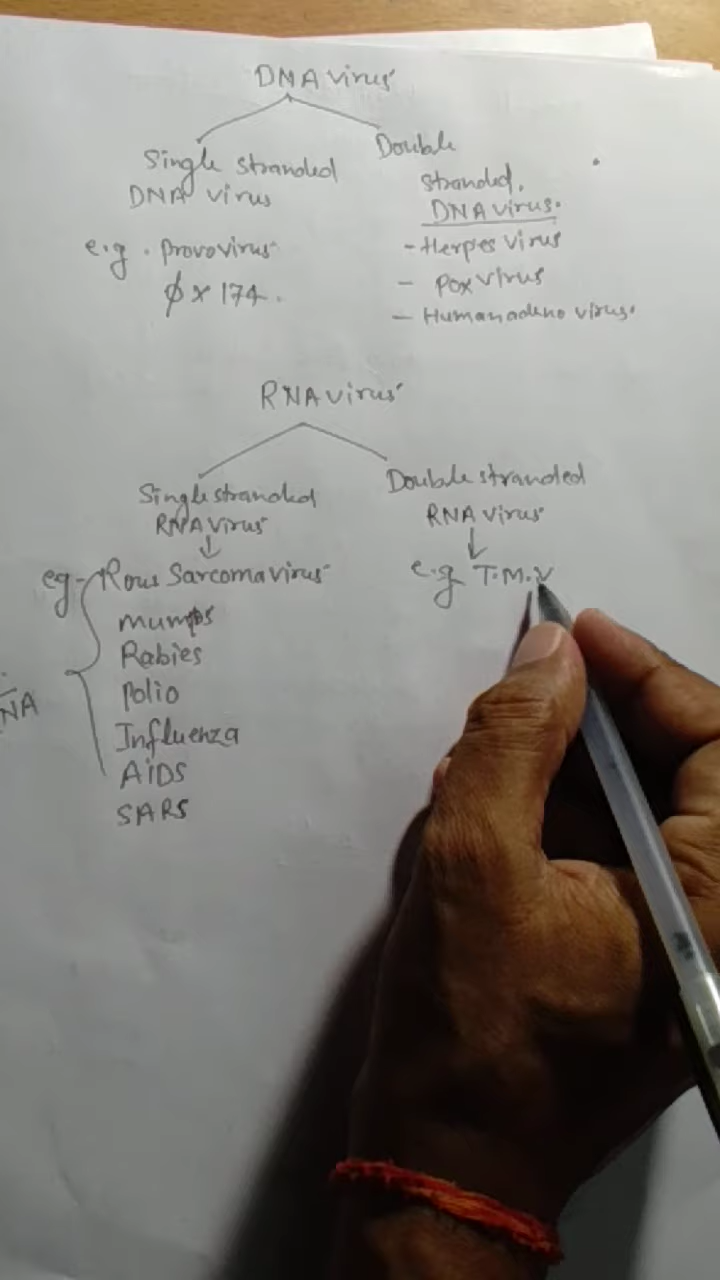 DNA virus
Single stranded
DNA virus
e.g. provovirus
ϕ x 174.
Double
stranded.
DNA virus.
- Herpes virus
- pox virus
- Human adeno virus.
RNA virus
Single stranded
RNA virus
↓
eg- Rous Sarcoma virus
mumps
Rabies
polio
Influenza
AIDS
SARS
NA
Double stranded
RNA virus
↓
e.g T.M.V